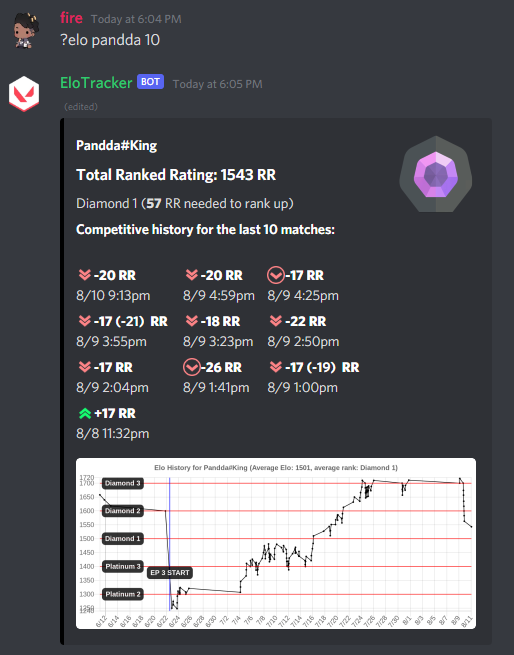 fire Today at 6:04 PM
?elo pandda 10
EloTracker BOT Today at 6:05 PM
(edited)
Pandda#King
Total Ranked Rating: 1543 RR
Diamond 1 (57 RR needed to rank up)
Competitive history for the last 10 matches:
-20 RR -20 RR -17 RR
8/10 9:13pm 8/9 4:59pm 8/9 4:25pm
-17 (-21) RR -18 RR -22 RR
8/9 3:55pm 8/9 3:23pm 8/9 2:50pm
-17 RR -26 RR -17 (-19) RR
8/9 2:04pm 8/9 1:41pm 8/9 1:00pm
+17 RR
8/8 11:32pm
Elo History for Pandda#King (Average Elo: 1501, average rank: Diamond 1)
1720
1700 Diamond 3
1650
1600 Diamond 2
1550
1500 Diamond 1
1450
1400 Platinum 3
EP 3 START
1350
1300 Platinum 2
1250
6/12 6/14 6/16 6/18 6/20 6/22 6/24 6/26 6/28 6/30 7/2 7/4 7/6 7/8 7/10 7/12 7/14 7/16 7/18 7/20 7/22 7/24 7/26 7/28 7/30 8/1 8/3 8/5 8/7 8/9 8/11